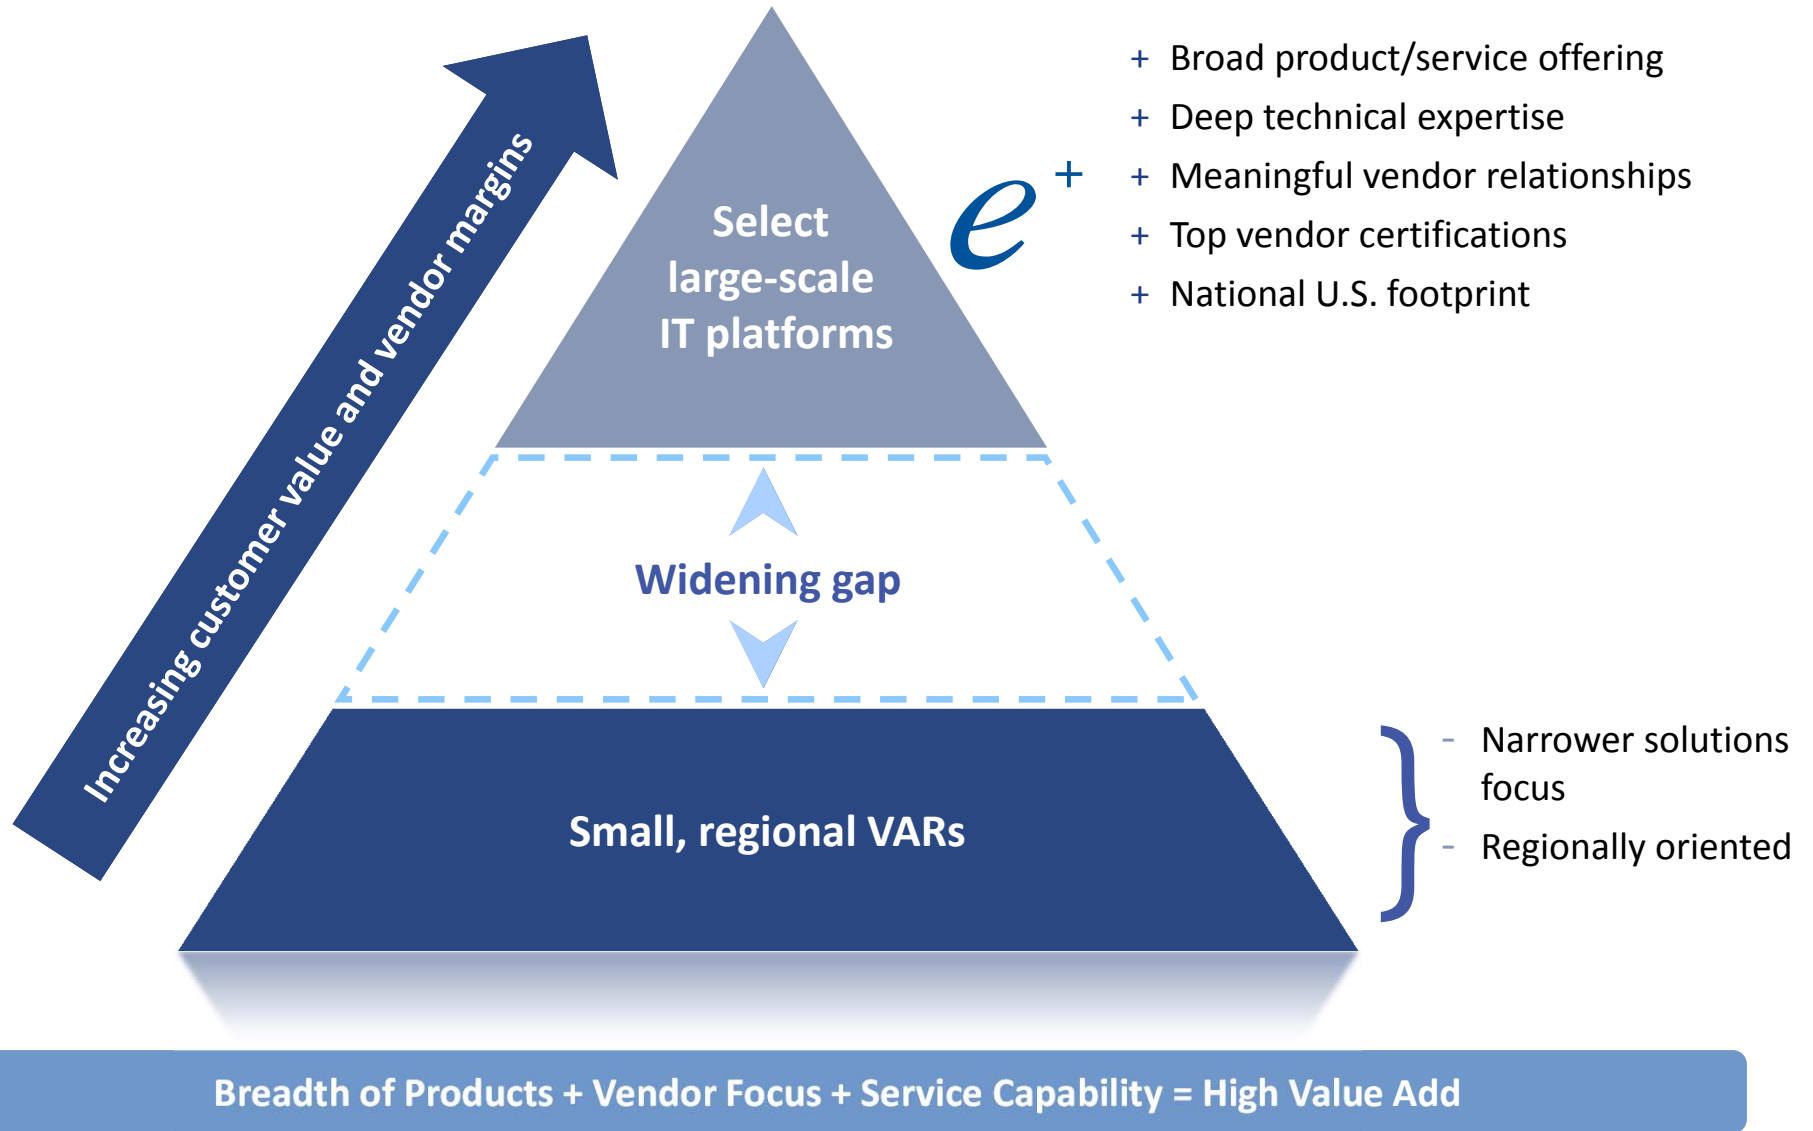 Increasing customer value and vendor margins
Select
large-scale
IT platforms
e+
+ Broad product/service offering
+ Deep technical expertise
+ Meaningful vendor relationships
+ Top vendor certifications
+ National U.S. footprint
Widening gap
Small, regional VARs
- Narrower solutions
focus
- Regionally oriented
Breadth of Products + Vendor Focus + Service Capability = High Value Add